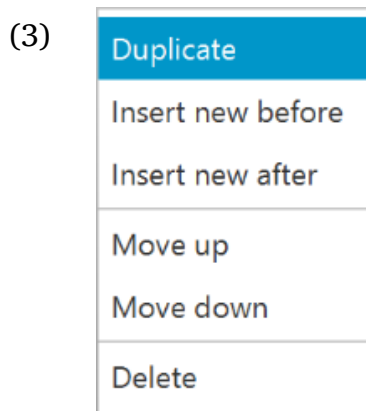 (3)
Duplicate
Insert new before
Insert new after
Move up
Move down
Delete